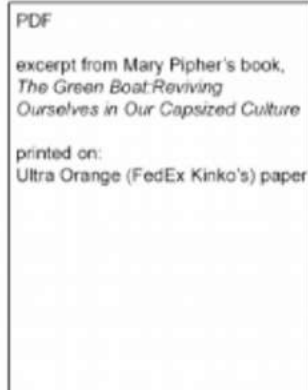 PDF
excerpt from Mary Pipher's book,
The Green Boat:Reviving
Ourselves in Our Capsized Culture
printed on:
Ultra Orange (FedEx Kinko's) paper